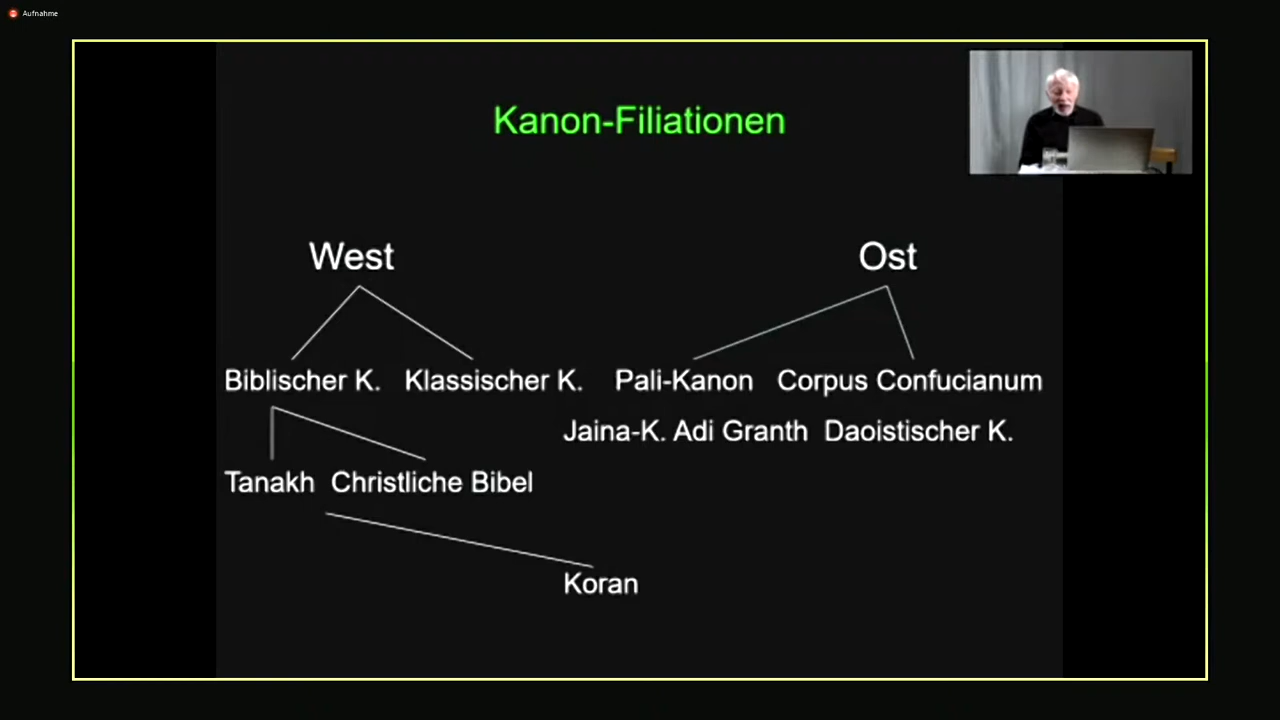 Aufnahme
Kanon-Filiationen
West Ost
Biblischer K. Klassischer K. Pali-Kanon Corpus Confucianum
Jaina-K. Adi Granth Daoistischer K.
Tanakh Christliche Bibel
Koran